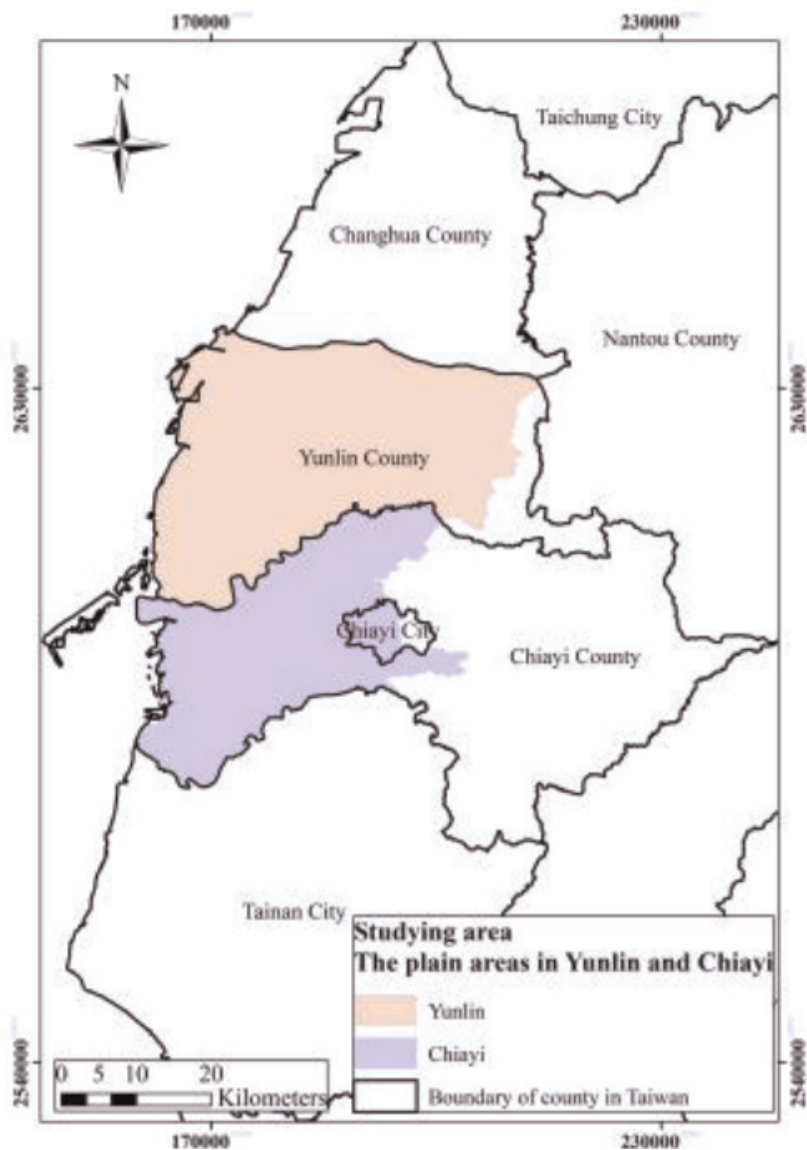 170000
230000
N
Taichung City
Changhua County
Nantou County
2630000
2630000
Yunlin County
Chiayi City
Chiayi County
Tainan City
Studying area
The plain areas in Yunlin and Chiayi
Yunlin
Chiayi
Boundary of county in Taiwan
0 5 10 20
Kilometers
2540000
2540000
170000
230000